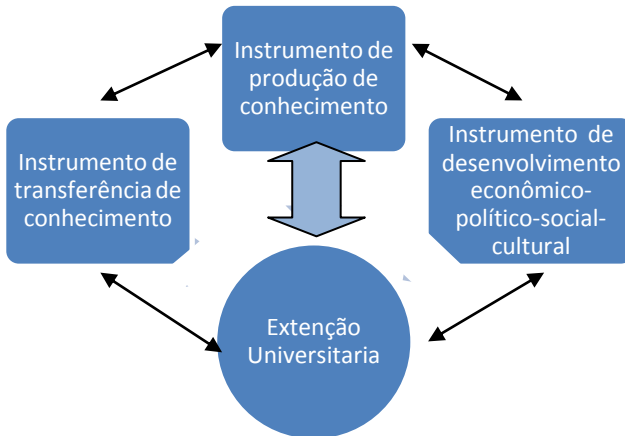 Instrumento de
produção de
conhecimento
Instrumento de
transferência de
conhecimento
Instrumento de
desenvolvimento
econômico-
político-social-
cultural
Extenção
Universitaria